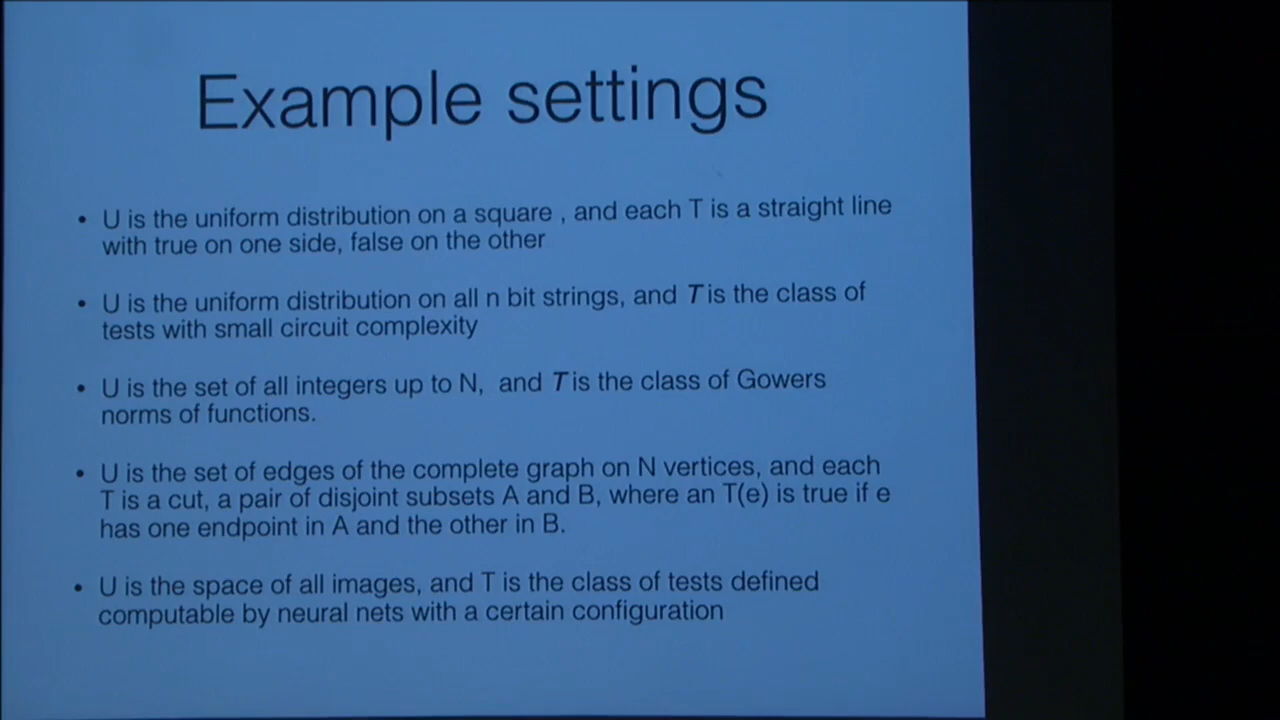 Example settings
• U is the uniform distribution on a square , and each T is a straight line
with true on one side, false on the other
• U is the uniform distribution on all n bit strings, and T is the class of
tests with small circuit complexity
• U is the set of all integers up to N, and T is the class of Gowers
norms of functions.
• U is the set of edges of the complete graph on N vertices, and each
T is a cut, a pair of disjoint subsets A and B, where an T(e) is true if e
has one endpoint in A and the other in B.
• U is the space of all images, and T is the class of tests defined
computable by neural nets with a certain configuration